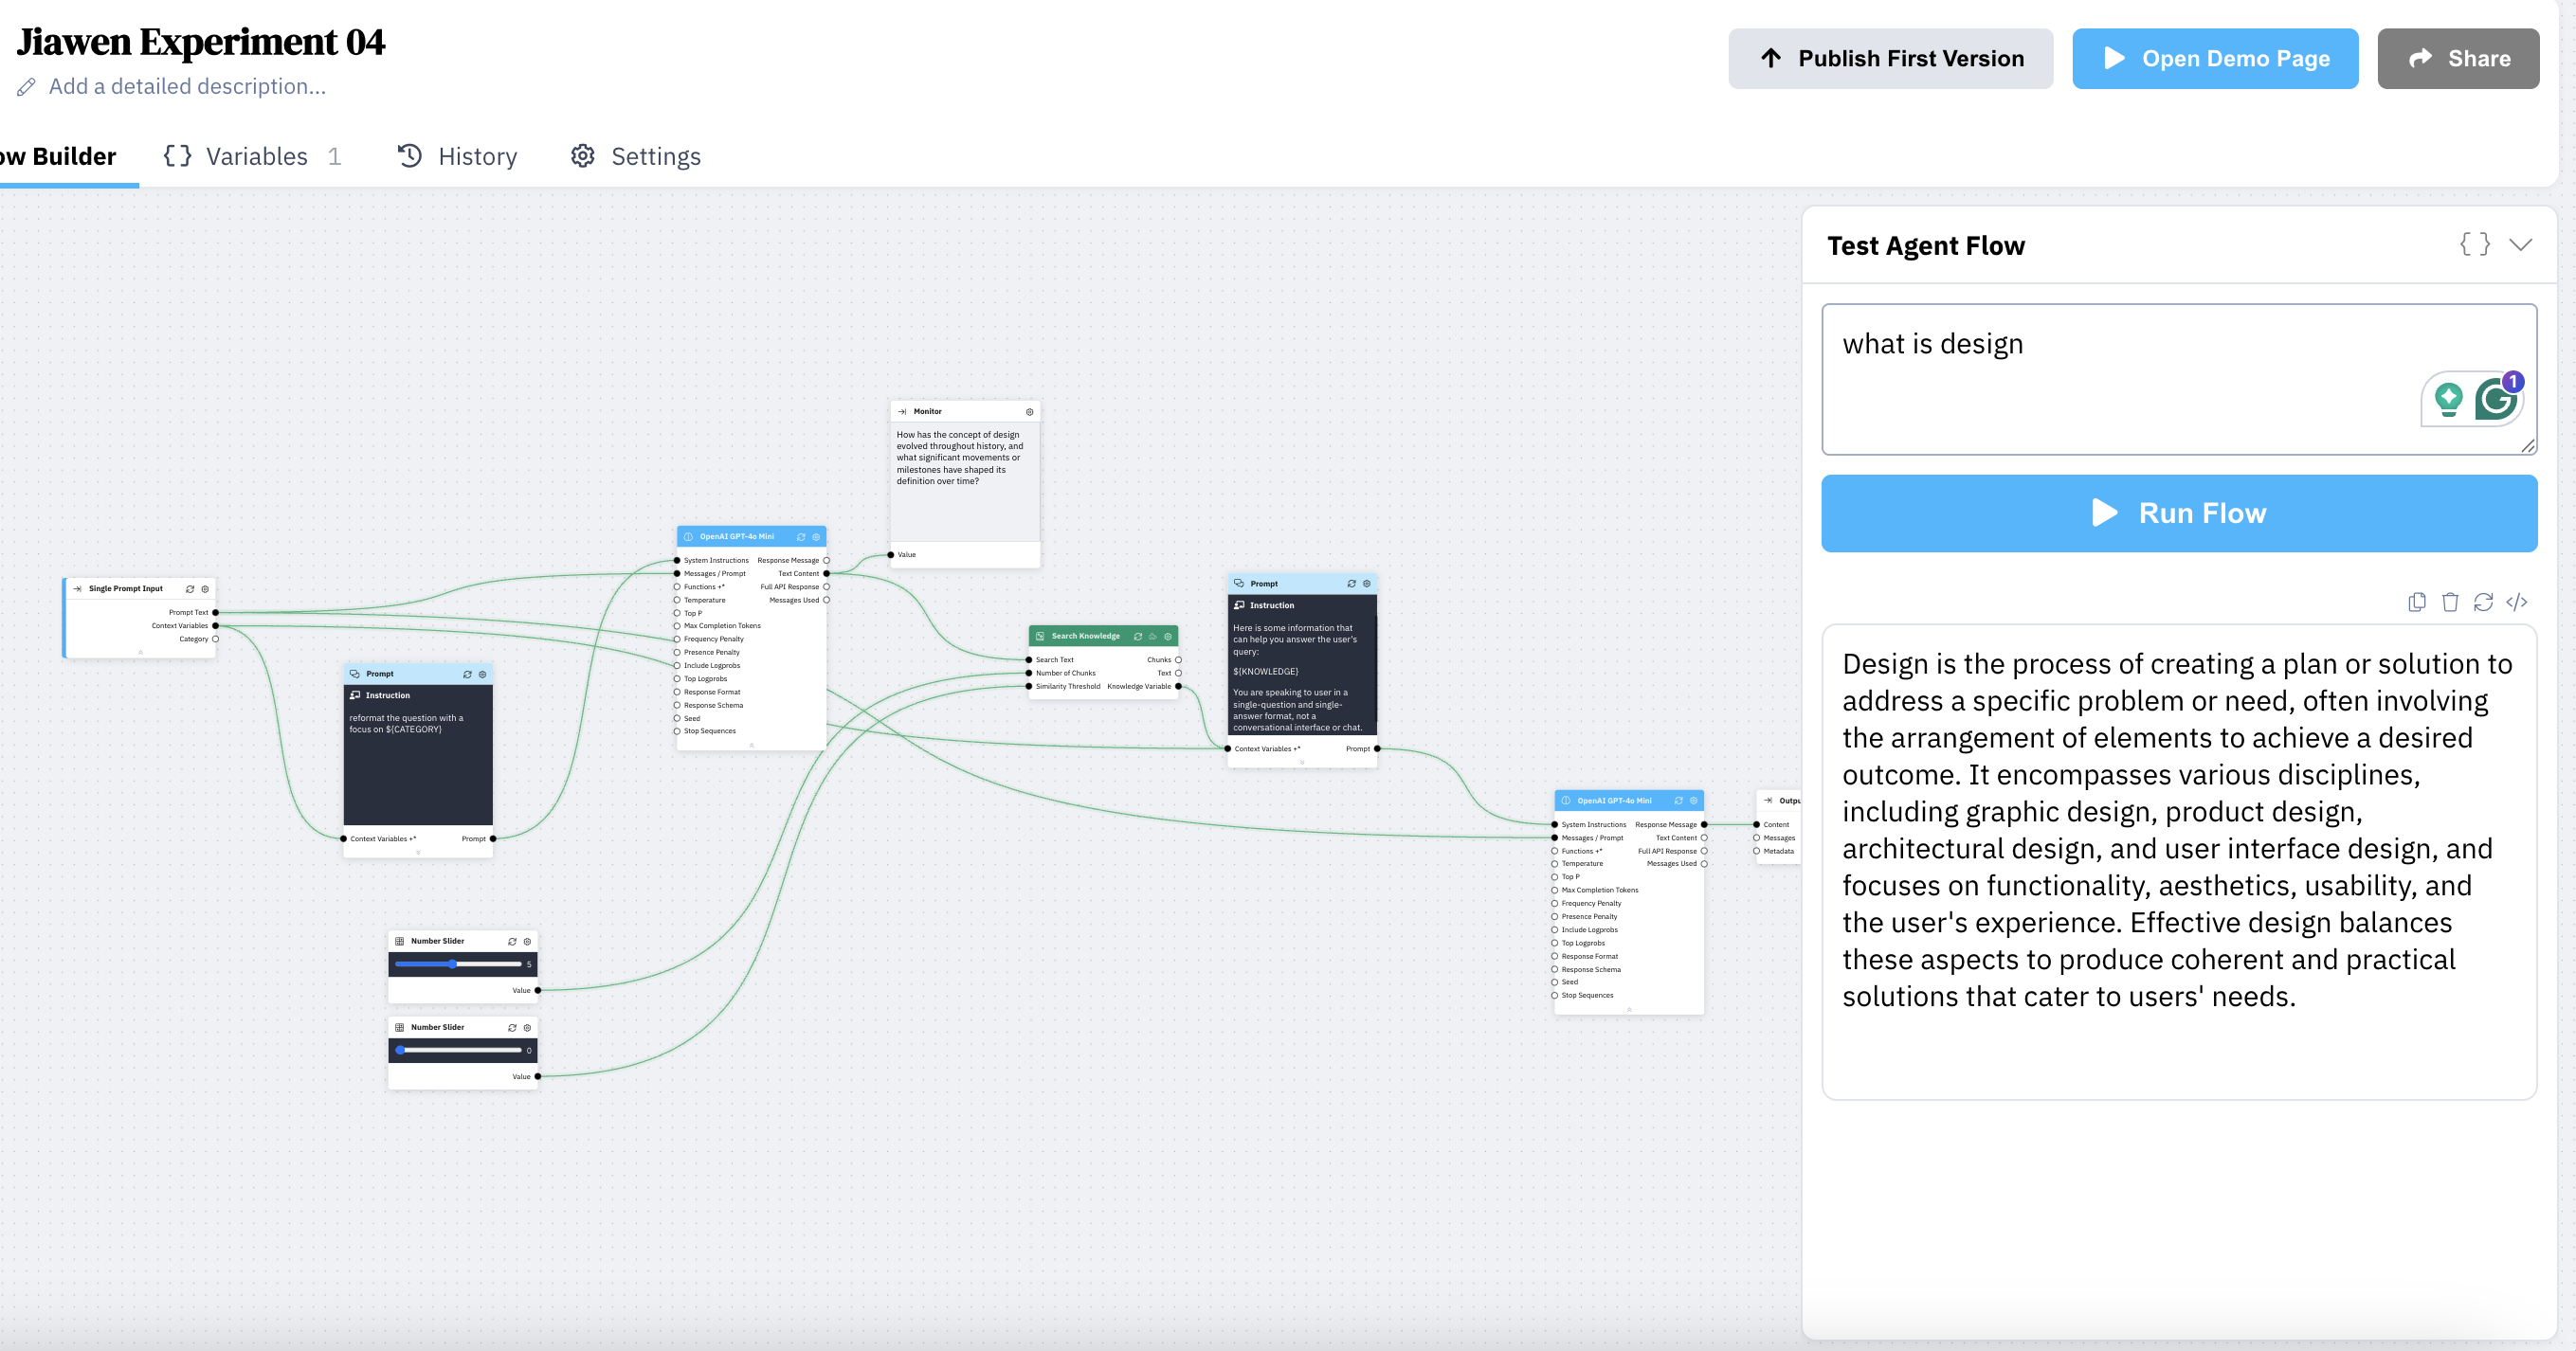 Jiawen Experiment 04
Add a detailed description...
Publish First Version
Open Demo Page
Share
ow Builder
Variables 1
History
Settings
Single Prompt Input
Prompt Text
Context Variables
Category
Prompt
Instruction
reformat the question with a
focus on ${CATEGORY}
Context Variables +*
Prompt
Number Slider
5
Value
Number Slider
0
Value
OpenAI GPT-4o Mini
System Instructions Response Message
Messages / Prompt Text Content
Functions +* Full API Response
Temperature Messages Used
Top P
Max Completion Tokens
Frequency Penalty
Presence Penalty
Include Logprobs
Top Logprobs
Response Format
Response Schema
Seed
Stop Sequences
Monitor
How has the concept of design
evolved throughout history, and
what significant movements or
milestones have shaped its
definition over time?
Value
Search Knowledge
Search Text Chunks
Number of Chunks Text
Similarity Threshold Knowledge Variable
Prompt
Instruction
Here is some information that
can help you answer the user's
query:
${KNOWLEDGE}
You are speaking to user in a
single-question and single-
answer format, not a
conversational interface or chat.
Context Variables +* Prompt
OpenAI GPT-4o Mini
System Instructions Response Message
Messages / Prompt Text Content
Functions +* Full API Response
Temperature Messages Used
Top P
Max Completion Tokens
Frequency Penalty
Presence Penalty
Include Logprobs
Top Logprobs
Response Format
Response Schema
Seed
Stop Sequences
Outpu
Content
Messages
Metadata
Test Agent Flow
what is design
1
Run Flow
Design is the process of creating a plan or solution to
address a specific problem or need, often involving
the arrangement of elements to achieve a desired
outcome. It encompasses various disciplines,
including graphic design, product design,
architectural design, and user interface design, and
focuses on functionality, aesthetics, usability, and
the user's experience. Effective design balances
these aspects to produce coherent and practical
solutions that cater to users' needs.